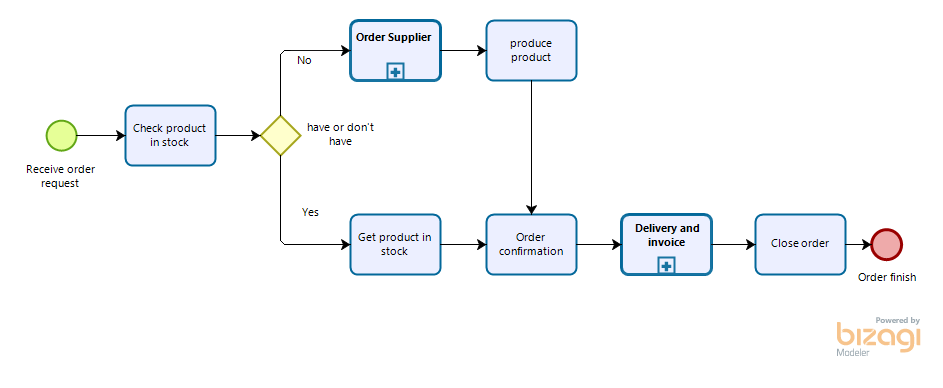 Order Supplier
produce
product
No
Check product
in stock
have or don't
have
Receive order
request
Yes
Get product in
stock
Order
confirmation
Delivery and
invoice
Close order
Order finish
Powered by
bizagi
Modeler